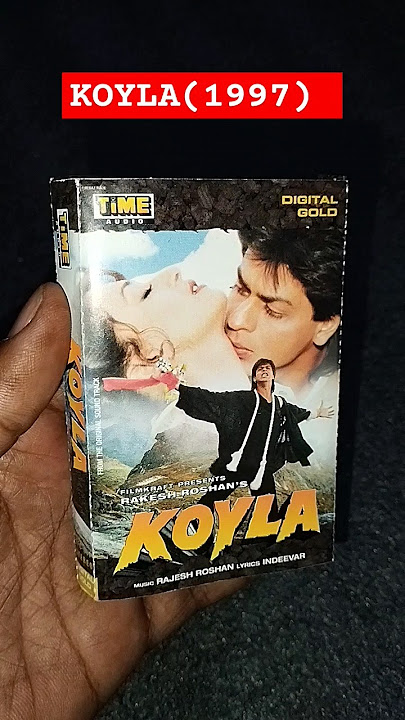 KOYLA(1997)
TiME
AUDIO
DIGITAL
GOLD
TiME
AUDIO
KOYLA
FROM THE ORIGINAL SOUND TRACK
FILMKRAFT PRESENTS
RAKESH ROSHAN'S
KOYLA
MUSIC RAJESH ROSHAN LYRICS INDEEVAR